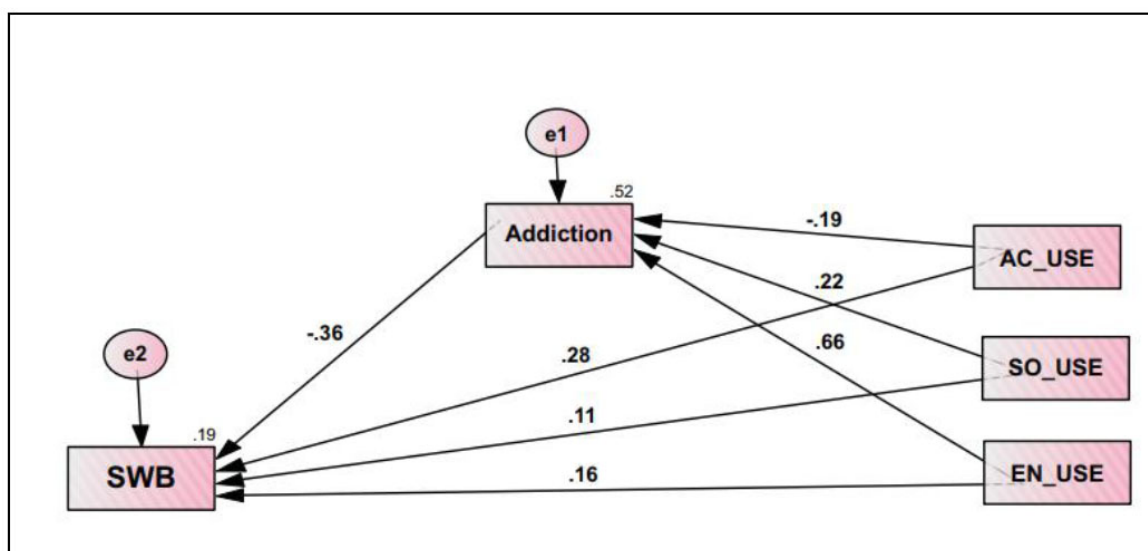 e1
.52
Addiction
-.19
AC_USE
.22
-.36
e2
.28
.66
SO_USE
.11
.19
SWB
.16
EN_USE